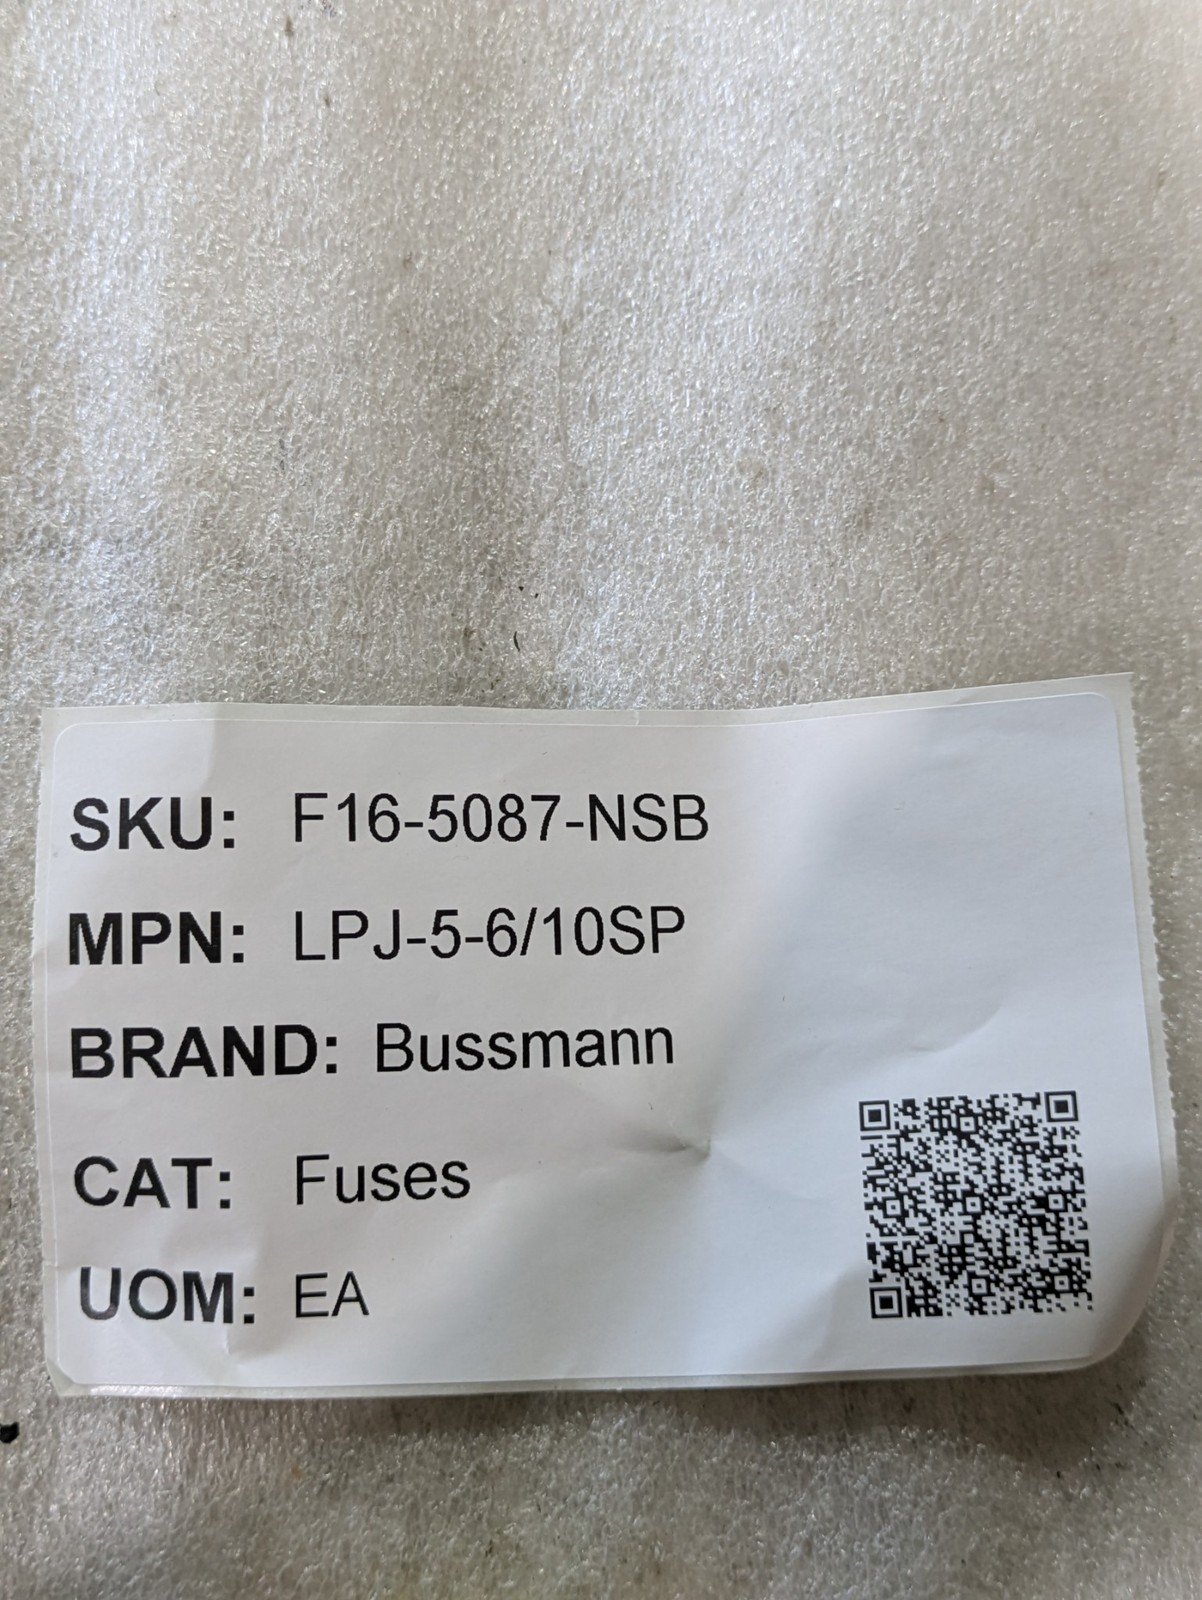 SKU: F16-5087-NSB
MPN: LPJ-5-6/10SP
BRAND: Bussmann
CAT: Fuses
UOM: EA